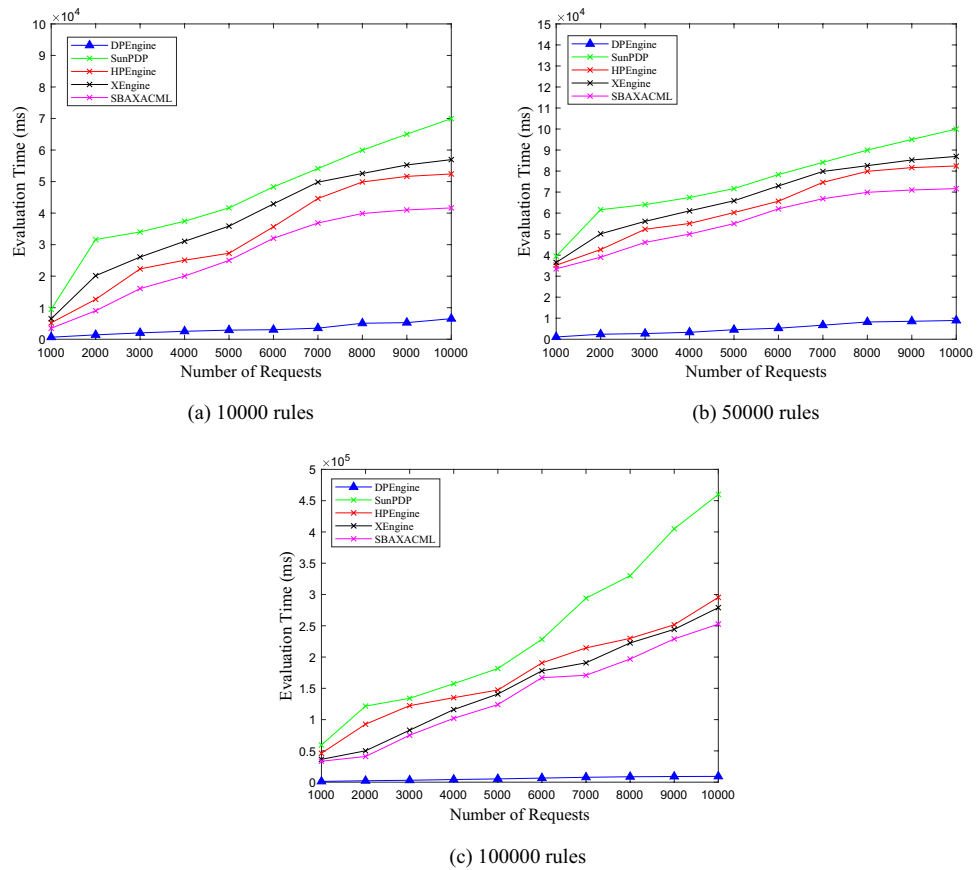 ×10⁴
10
9
8
7
6
5
4
3
2
1
0
Evaluation Time (ms)
DPEngine
SunPDP
HPEngine
XEngine
SBAXACML
1000 2000 3000 4000 5000 6000 7000 8000 9000 10000
Number of Requests
(a) 10000 rules
×10⁴
15
14
13
12
11
10
9
8
7
6
5
4
3
2
1
0
Evaluation Time (ms)
DPEngine
SunPDP
HPEngine
XEngine
SBAXACML
1000 2000 3000 4000 5000 6000 7000 8000 9000 10000
Number of Requests
(b) 50000 rules
×10⁵
5
4.5
4
3.5
3
2.5
2
1.5
1
0.5
0
Evaluation Time (ms)
DPEngine
SunPDP
HPEngine
XEngine
SBAXACML
1000 2000 3000 4000 5000 6000 7000 8000 9000 10000
Number of Requests
(c) 100000 rules